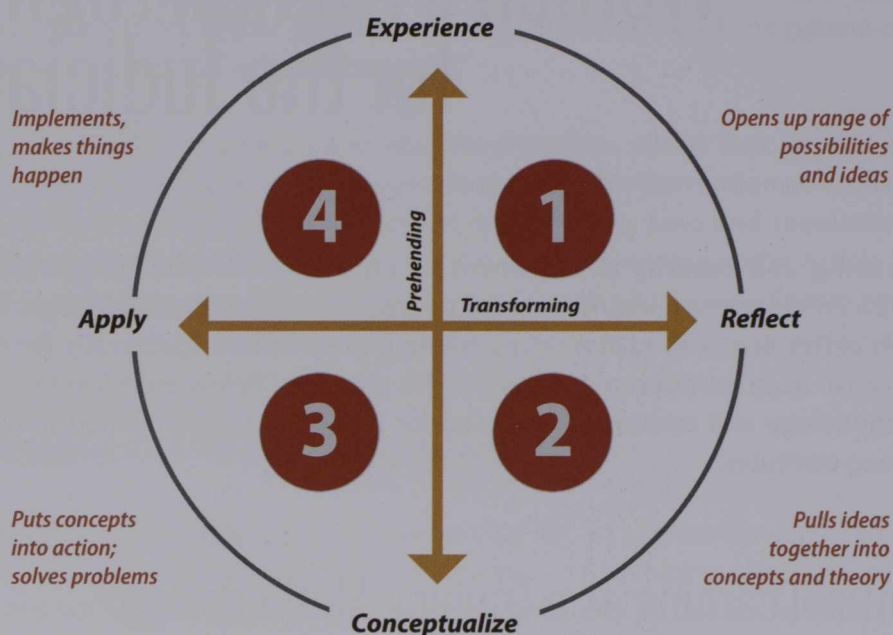 Experience
Implements,
makes things
happen
Opens up range of
possibilities
and ideas
4
1
Prehending
Transforming
Apply
Reflect
3
2
Puts concepts
into action;
solves problems
Pulls ideas
together into
concepts and theory
Conceptualize